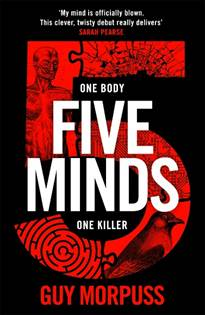 'My mind is officially blown.
This clever, twisty debut really delivers'
SARAH PEARSE
ONE BODY
FIVE
MINDS
ONE KILLER
GUY MORPUSS